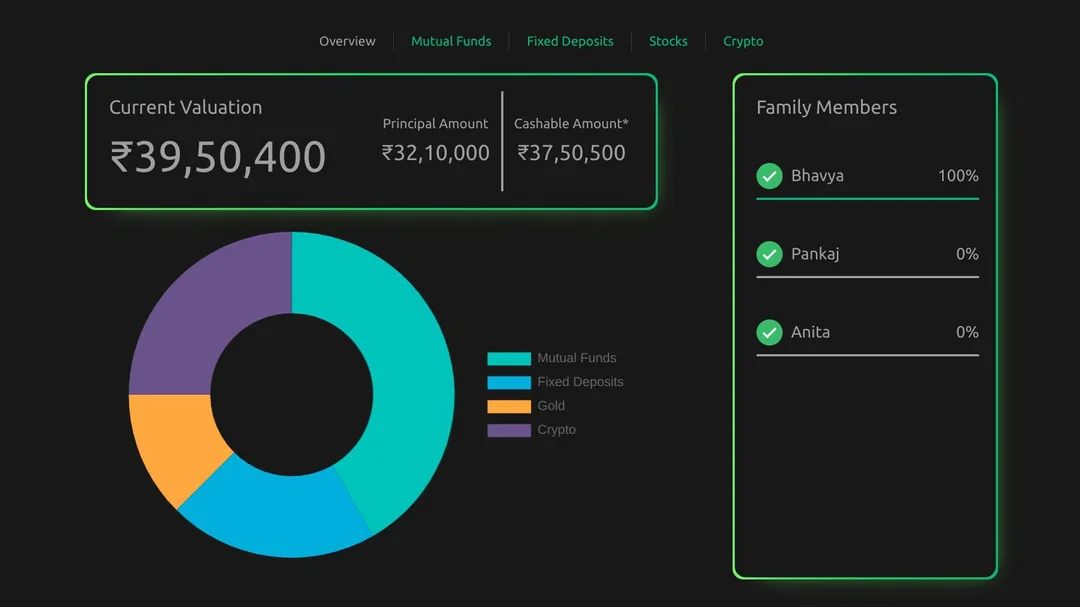 Overview Mutual Funds Fixed Deposits Stocks Crypto
Current Valuation
₹39,50,400
Principal Amount
₹32,10,000
Cashable Amount*
₹37,50,500
Mutual Funds
Fixed Deposits
Gold
Crypto
Family Members
Bhavya 100%
Pankaj 0%
Anita 0%